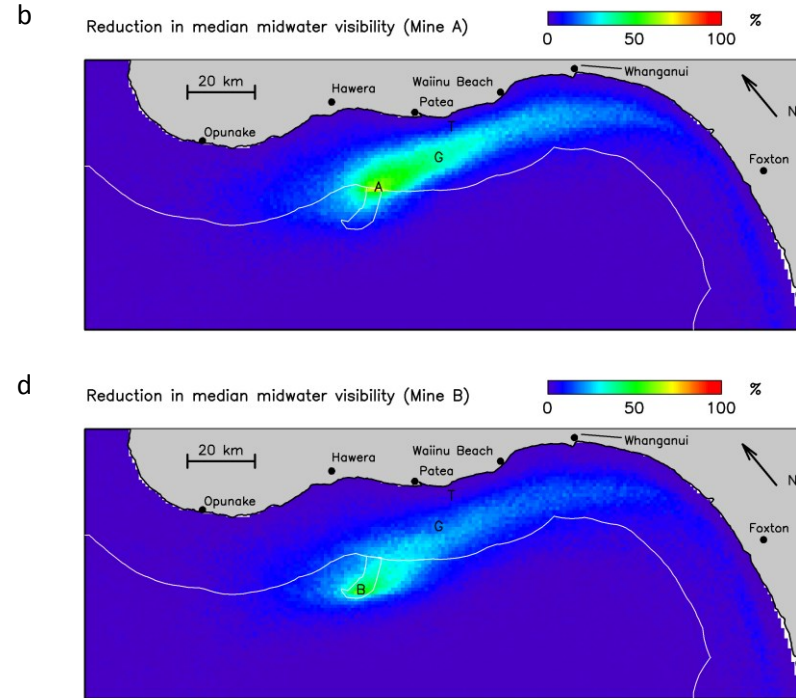 b
Reduction in median midwater visibility (Mine A)
%
0 50 100
20 km
Hawera
Waiinu Beach
Whanganui
Patea
N
Opunake
T
G
Foxton
A
d
Reduction in median midwater visibility (Mine B)
%
0 50 100
20 km
Hawera
Waiinu Beach
Whanganui
Patea
N
Opunake
T
G
Foxton
B